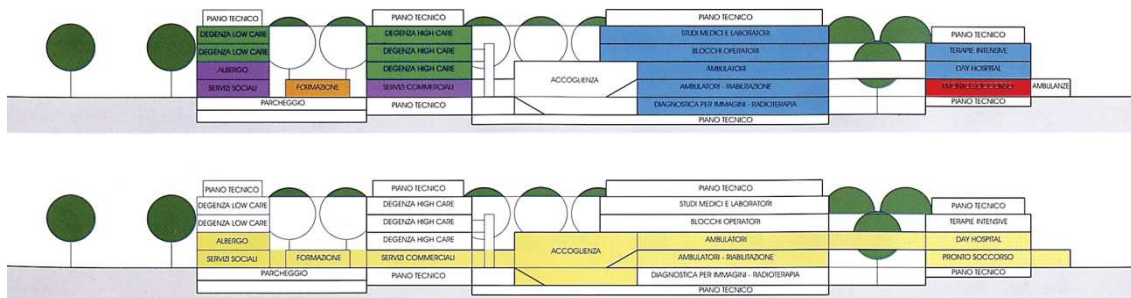 PIANO TECNICO PIANO TECNICO PIANO TECNICO
DEGENZA LOW CARE DEGENZA HIGH CARE STUDI MEDICI E LABORATORI PIANO TECNICO
DEGENZA LOW CARE DEGENZA HIGH CARE BLOCCHI OPERATORI TERAPIE INTENSIVE
ALBERGO DEGENZA HIGH CARE ACCOGLIENZA AMBULATORI DAY HOSPITAL
SERVIZI SOCIALI FORMAZIONE SERVIZI COMMERCIALI AMBULATORI - RIABILITAZIONE PRONTO SOCCORSO AMBULANZE
PARCHEGGIO PIANO TECNICO DIAGNOSTICA PER IMMAGINI - RADIOTERAPIA PIANO TECNICO
PIANO TECNICO
PIANO TECNICO PIANO TECNICO PIANO TECNICO
DEGENZA LOW CARE DEGENZA HIGH CARE STUDI MEDICI E LABORATORI PIANO TECNICO
DEGENZA LOW CARE DEGENZA HIGH CARE BLOCCHI OPERATORI TERAPIE INTENSIVE
ALBERGO DEGENZA HIGH CARE ACCOGLIENZA AMBULATORI DAY HOSPITAL
SERVIZI SOCIALI FORMAZIONE SERVIZI COMMERCIALI AMBULATORI - RIABILITAZIONE PRONTO SOCCORSO
PARCHEGGIO PIANO TECNICO DIAGNOSTICA PER IMMAGINI - RADIOTERAPIA PIANO TECNICO
PIANO TECNICO